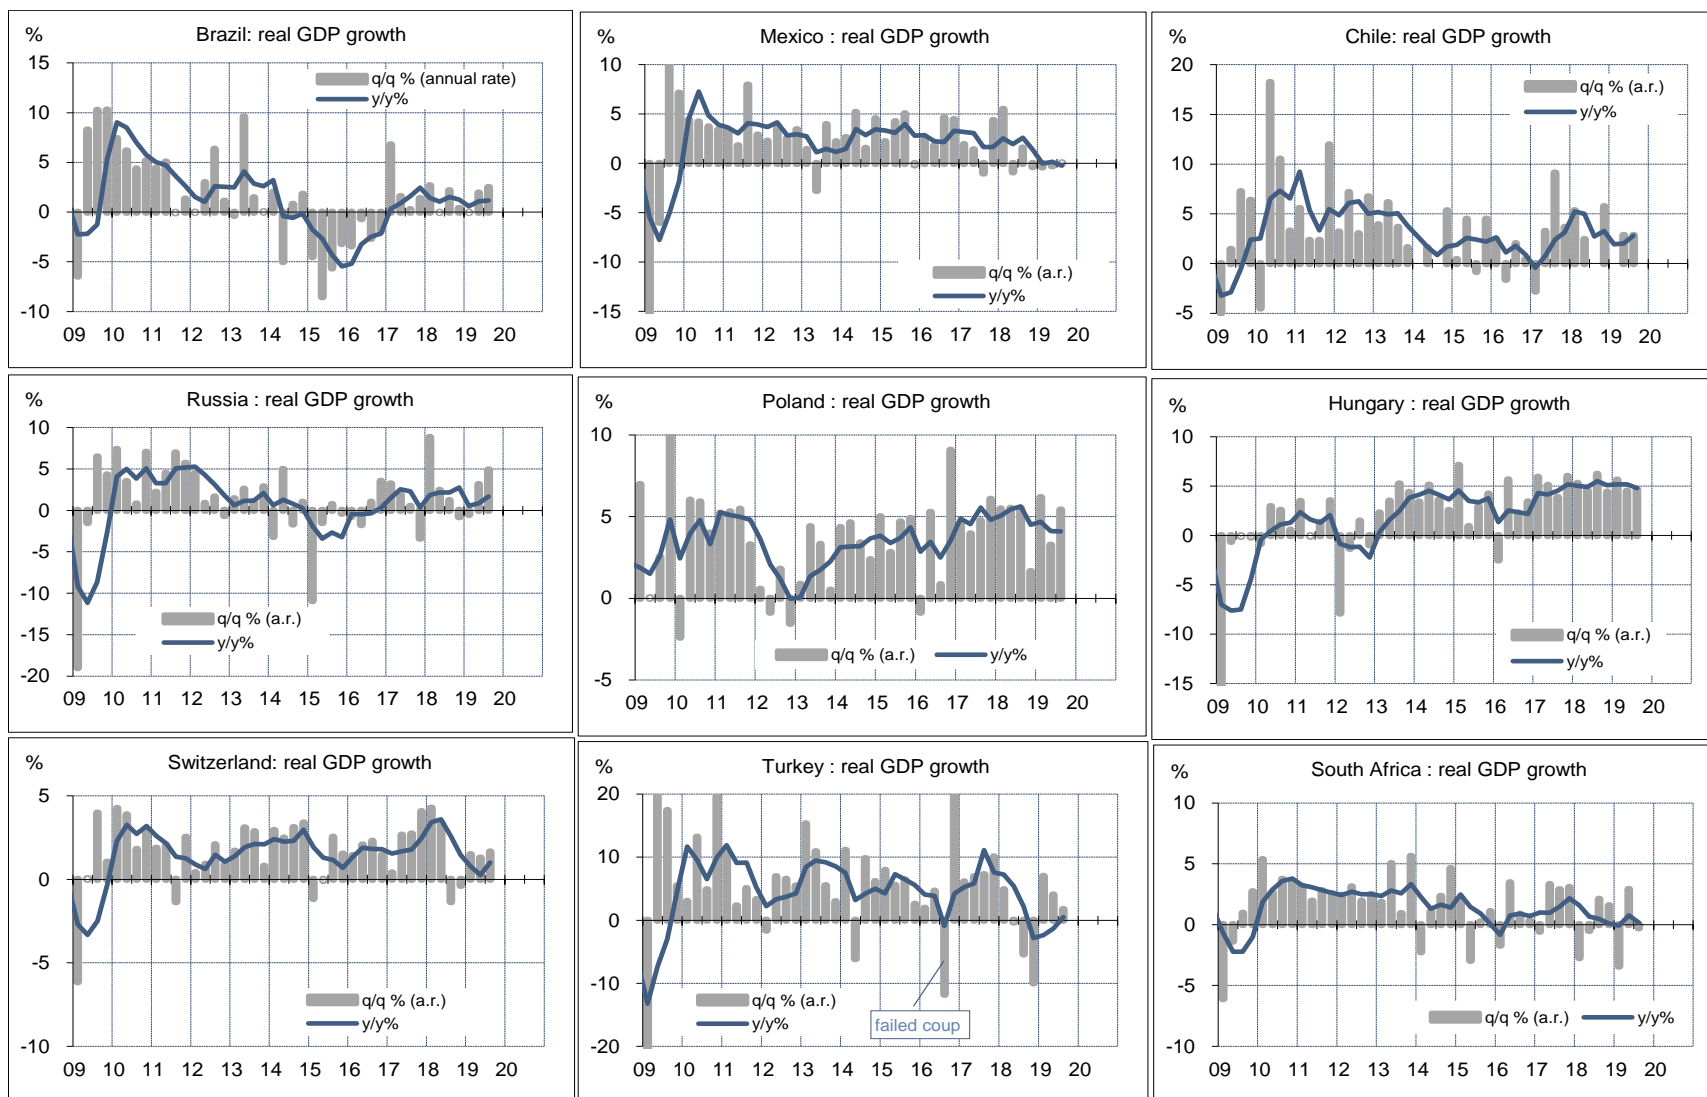 Brazil: real GDP growth
%
q/q % (annual rate)
y/y%
15
10
5
0
-5
-10
09 10 11 12 13 14 15 16 17 18 19 20
Mexico : real GDP growth
%
10
5
0
-5
-10
-15
q/q % (a.r.)
y/y%
09 10 11 12 13 14 15 16 17 18 19 20
Chile: real GDP growth
%
20
15
10
5
0
-5
q/q % (a.r.)
y/y%
09 10 11 12 13 14 15 16 17 18 19 20
Russia : real GDP growth
%
10
5
0
-5
-10
-15
-20
q/q % (a.r.)
y/y%
09 10 11 12 13 14 15 16 17 18 19 20
Poland : real GDP growth
%
10
5
0
-5
q/q % (a.r.) y/y%
09 10 11 12 13 14 15 16 17 18 19 20
Hungary : real GDP growth
%
10
5
0
-5
-10
-15
q/q % (a.r.)
y/y%
09 10 11 12 13 14 15 16 17 18 19 20
Switzerland: real GDP growth
%
5
0
-5
-10
q/q % (a.r.)
y/y%
09 10 11 12 13 14 15 16 17 18 19 20
Turkey : real GDP growth
%
20
10
0
-10
-20
q/q % (a.r.)
y/y%
failed coup
09 10 11 12 13 14 15 16 17 18 19 20
South Africa : real GDP growth
%
10
5
0
-5
-10
q/q % (a.r.) y/y%
09 10 11 12 13 14 15 16 17 18 19 20